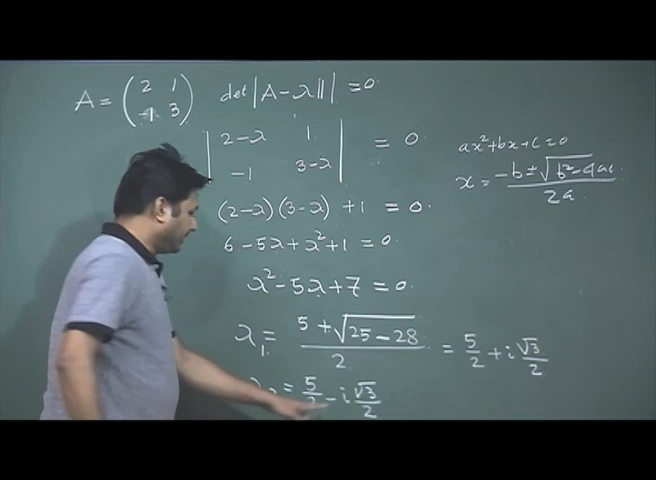 A = ( 2 1 -1 3 ) det |A - λ𝟙| = 0
| 2-λ 1 -1 3-λ | = 0
(2-λ)(3-λ) + 1 = 0
6 - 5λ + λ² + 1 = 0
λ² - 5λ + 7 = 0
λ₁ = 5 + √25-28 / 2 = 5/2 + i √3/2
λ₂ = 5/2 - i √3/2
ax² + bx + c = 0
x = -b ± √b² - 4ac / 2a